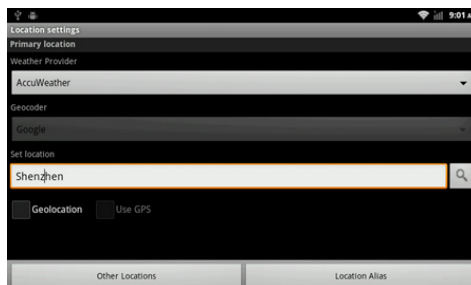 9:01
Location settings
Primary location
Weather Provider
AccuWeather
Geocoder
Google
Set location
Shenzhen
Geolocation Use GPS
Other Locations Location Alias